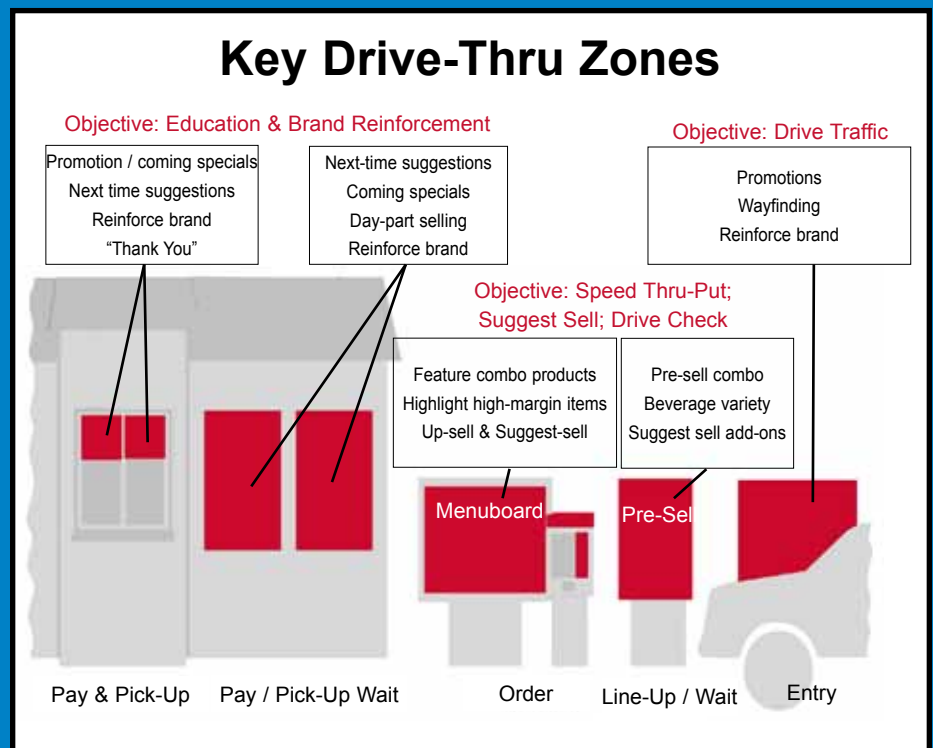 Key Drive-Thru Zones
Objective: Education & Brand Reinforcement
Promotion / coming specials
Next time suggestions
Reinforce brand
“Thank You”
Next-time suggestions
Coming specials
Day-part selling
Reinforce brand
Objective: Drive Traffic
Promotions
Wayfinding
Reinforce brand
Objective: Speed Thru-Put;
Suggest Sell; Drive Check
Feature combo products
Highlight high-margin items
Up-sell & Suggest-sell
Pre-sell combo
Beverage variety
Suggest sell add-ons
Menuboard
Pre-Sel
Pay & Pick-Up
Pay / Pick-Up Wait
Order
Line-Up / Wait
Entry